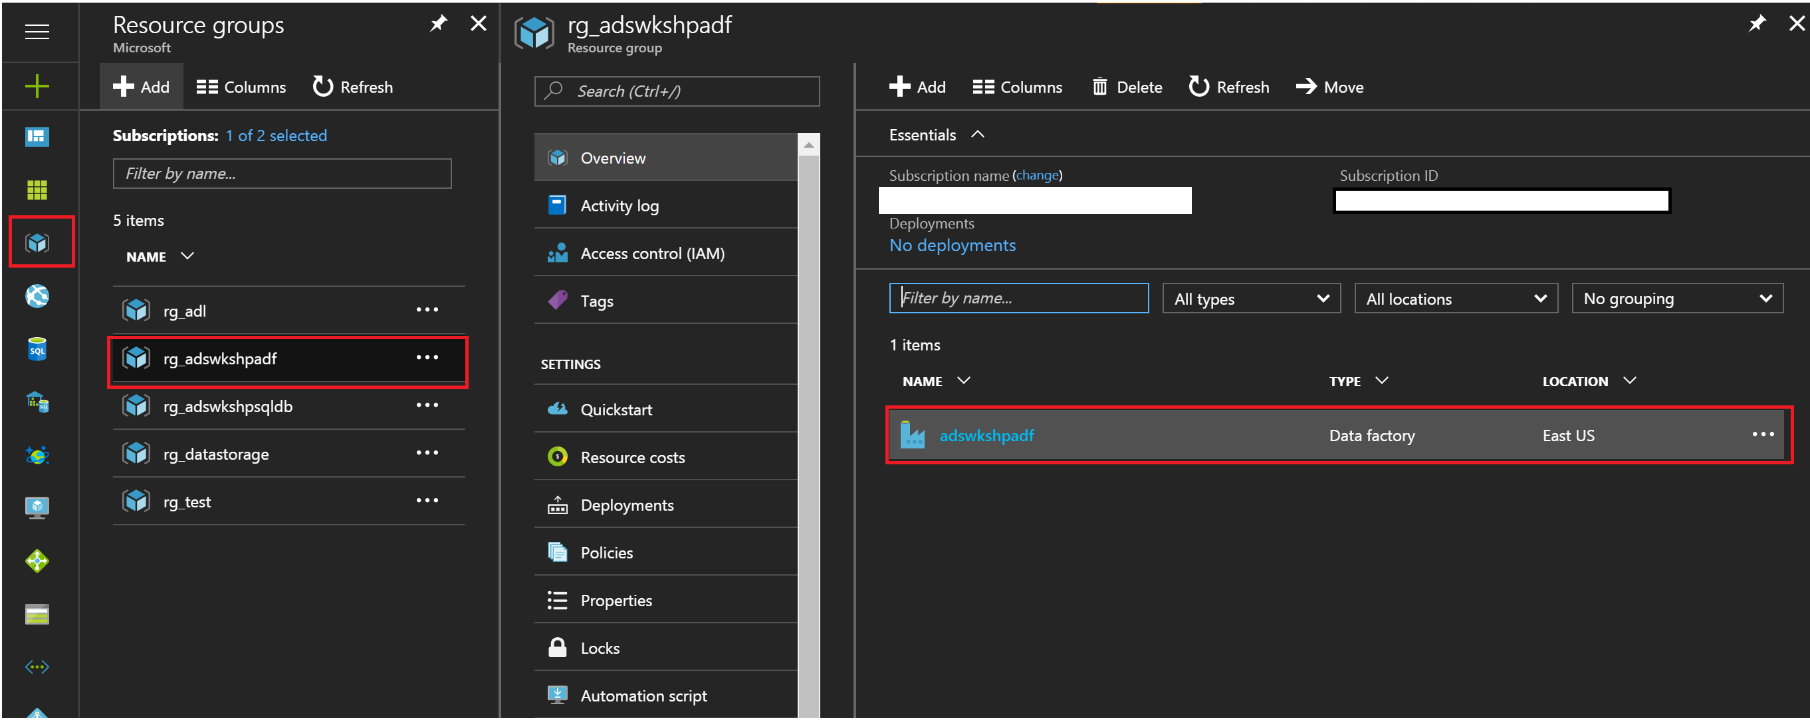 Resource groups
Microsoft
Add
Columns
Refresh
Subscriptions: 1 of 2 selected
Filter by name...
5 items
NAME
rg_adl
rg_adswkshpadf
rg_adswkshpsqldb
rg_datastorage
rg_test
SQL
rg_adswkshpadf
Resource group
Search (Ctrl+/)
Overview
Activity log
Access control (IAM)
Tags
SETTINGS
Quickstart
Resource costs
Deployments
Policies
Properties
Locks
Automation script
Add
Columns
Delete
Refresh
Move
Essentials
Subscription name (change)
Subscription ID
Deployments
No deployments
Filter by name...
All types
All locations
No grouping
1 items
NAME
TYPE
LOCATION
adswkshpadf
Data factory
East US